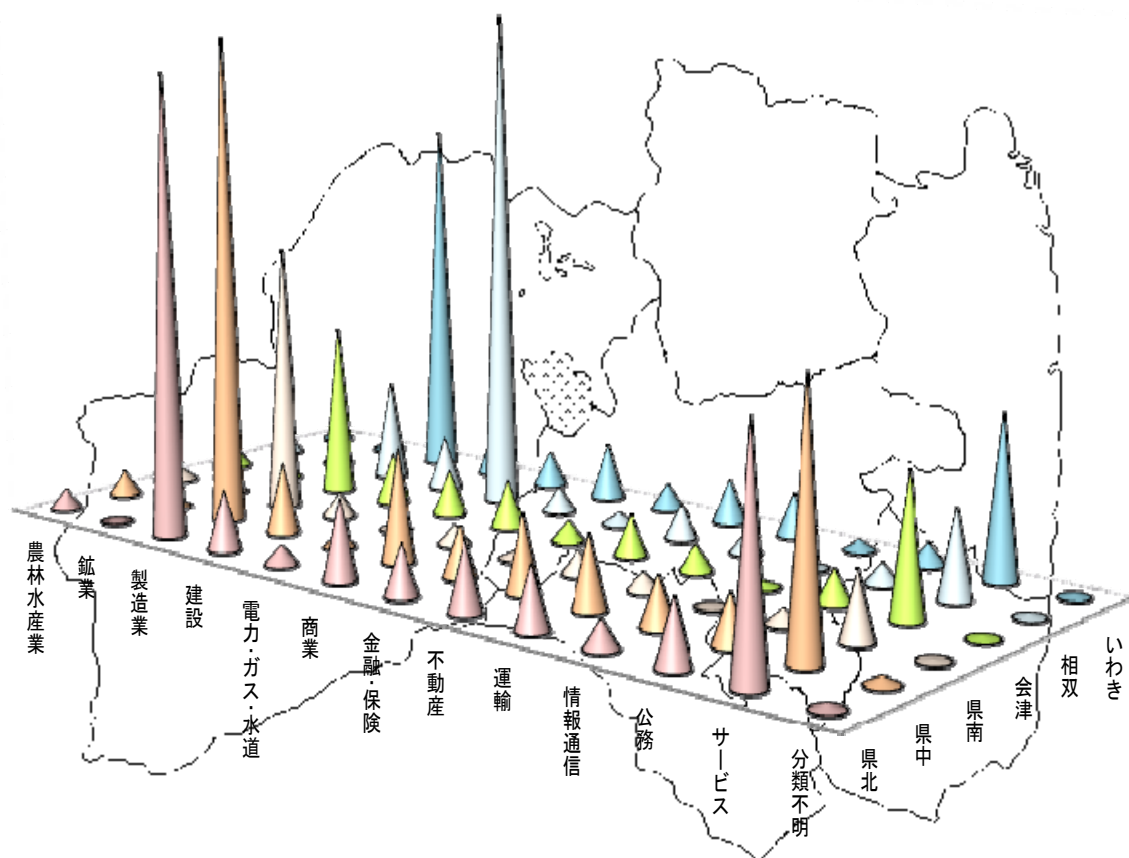 農林水産業
鉱業
製造業
建設
電力・ガス・水道
商業
金融・保険
不動産
運輸
情報通信
公務
サービス
分類不明
県北
県中
県南
会津
相双
いわき